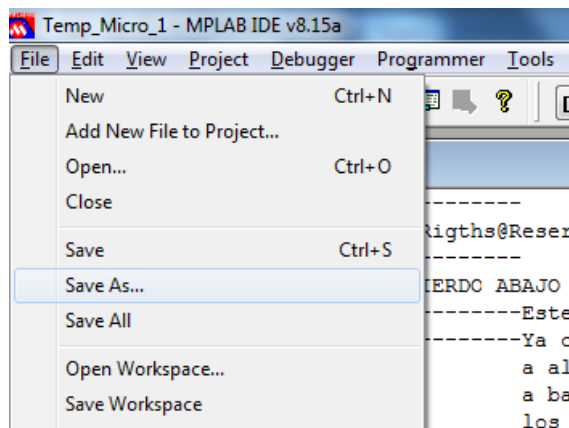 Temp_Micro_1 - MPLAB IDE v8.15a
File Edit View Project Debugger Programmer Tools
New Ctrl+N
Add New File to Project...
Open... Ctrl+O
Close
--------
Rigths@Reser
Save Ctrl+S
--------
Save As...
IERDO ABAJO
Save All
--------Este
--------Ya
a al
Open Workspace...
a ba
Save Workspace
los